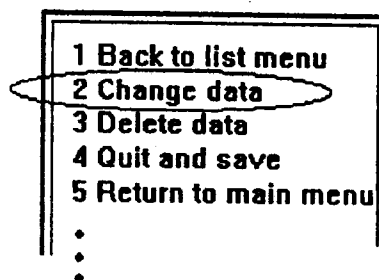 1 Back to list menu
2 Change data
3 Delete data
4 Quit and save
5 Return to main menu